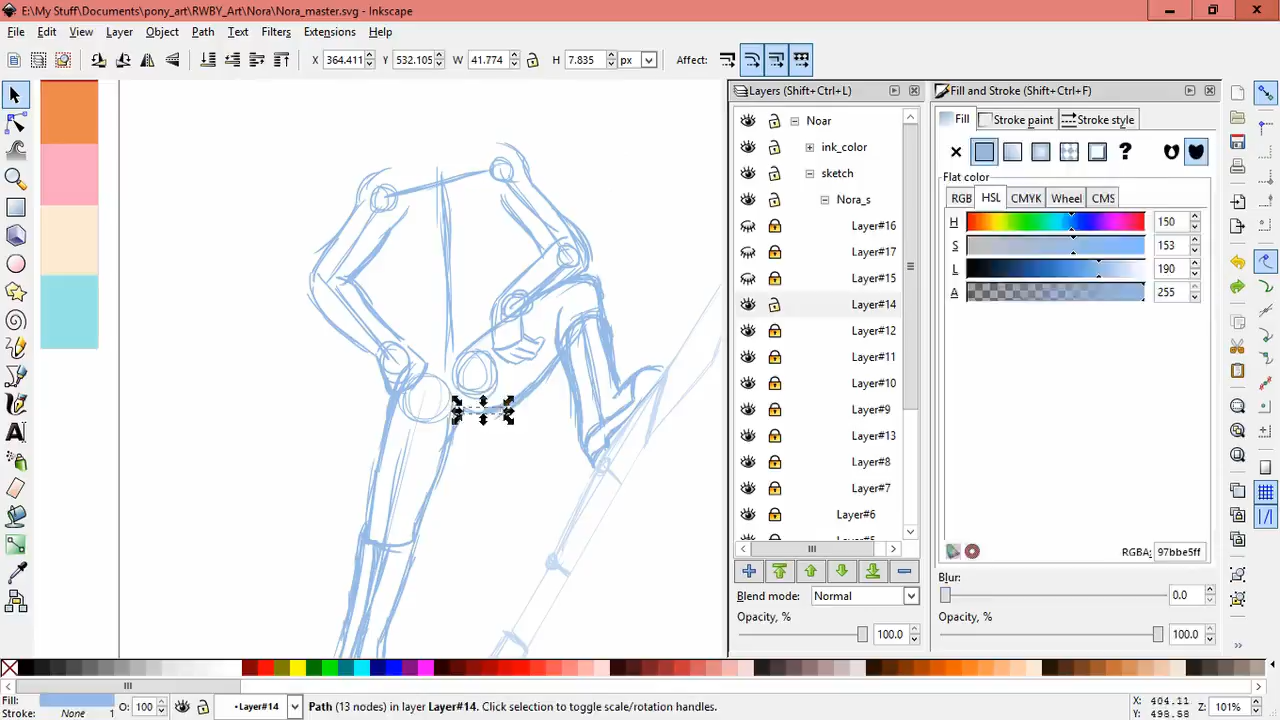 E:\My Stuff\Documents\pony_art\RWBY_Art\Nora\Nora_master.svg - Inkscape
File Edit View Layer Object Path Text Filters Extensions Help
X 364.411 Y 532.105 W 41.774 H 7.835 px Affect:
Layers (Shift+Ctrl+L)
Noar
ink_color
sketch
Nora_s
Layer#16
Layer#17
Layer#15
Layer#14
Layer#12
Layer#11
Layer#10
Layer#9
Layer#13
Layer#8
Layer#7
Layer#6
Blend mode: Normal
Opacity, %
100.0
Fill and Stroke (Shift+Ctrl+F)
Fill Stroke paint Stroke style
?
Flat color
RGB HSL CMYK Wheel CMS
H 150
S 153
L 190
A 255
RGBA: 97bbe5ff
Blur:
0.0
Opacity, %
100.0
Fill:
Stroke: None 1
O: 100
•Layer#14
Path (13 nodes) in layer Layer#14. Click selection to toggle scale/rotation handles.
X: 404.11
Y: 498.58
Z: 101%